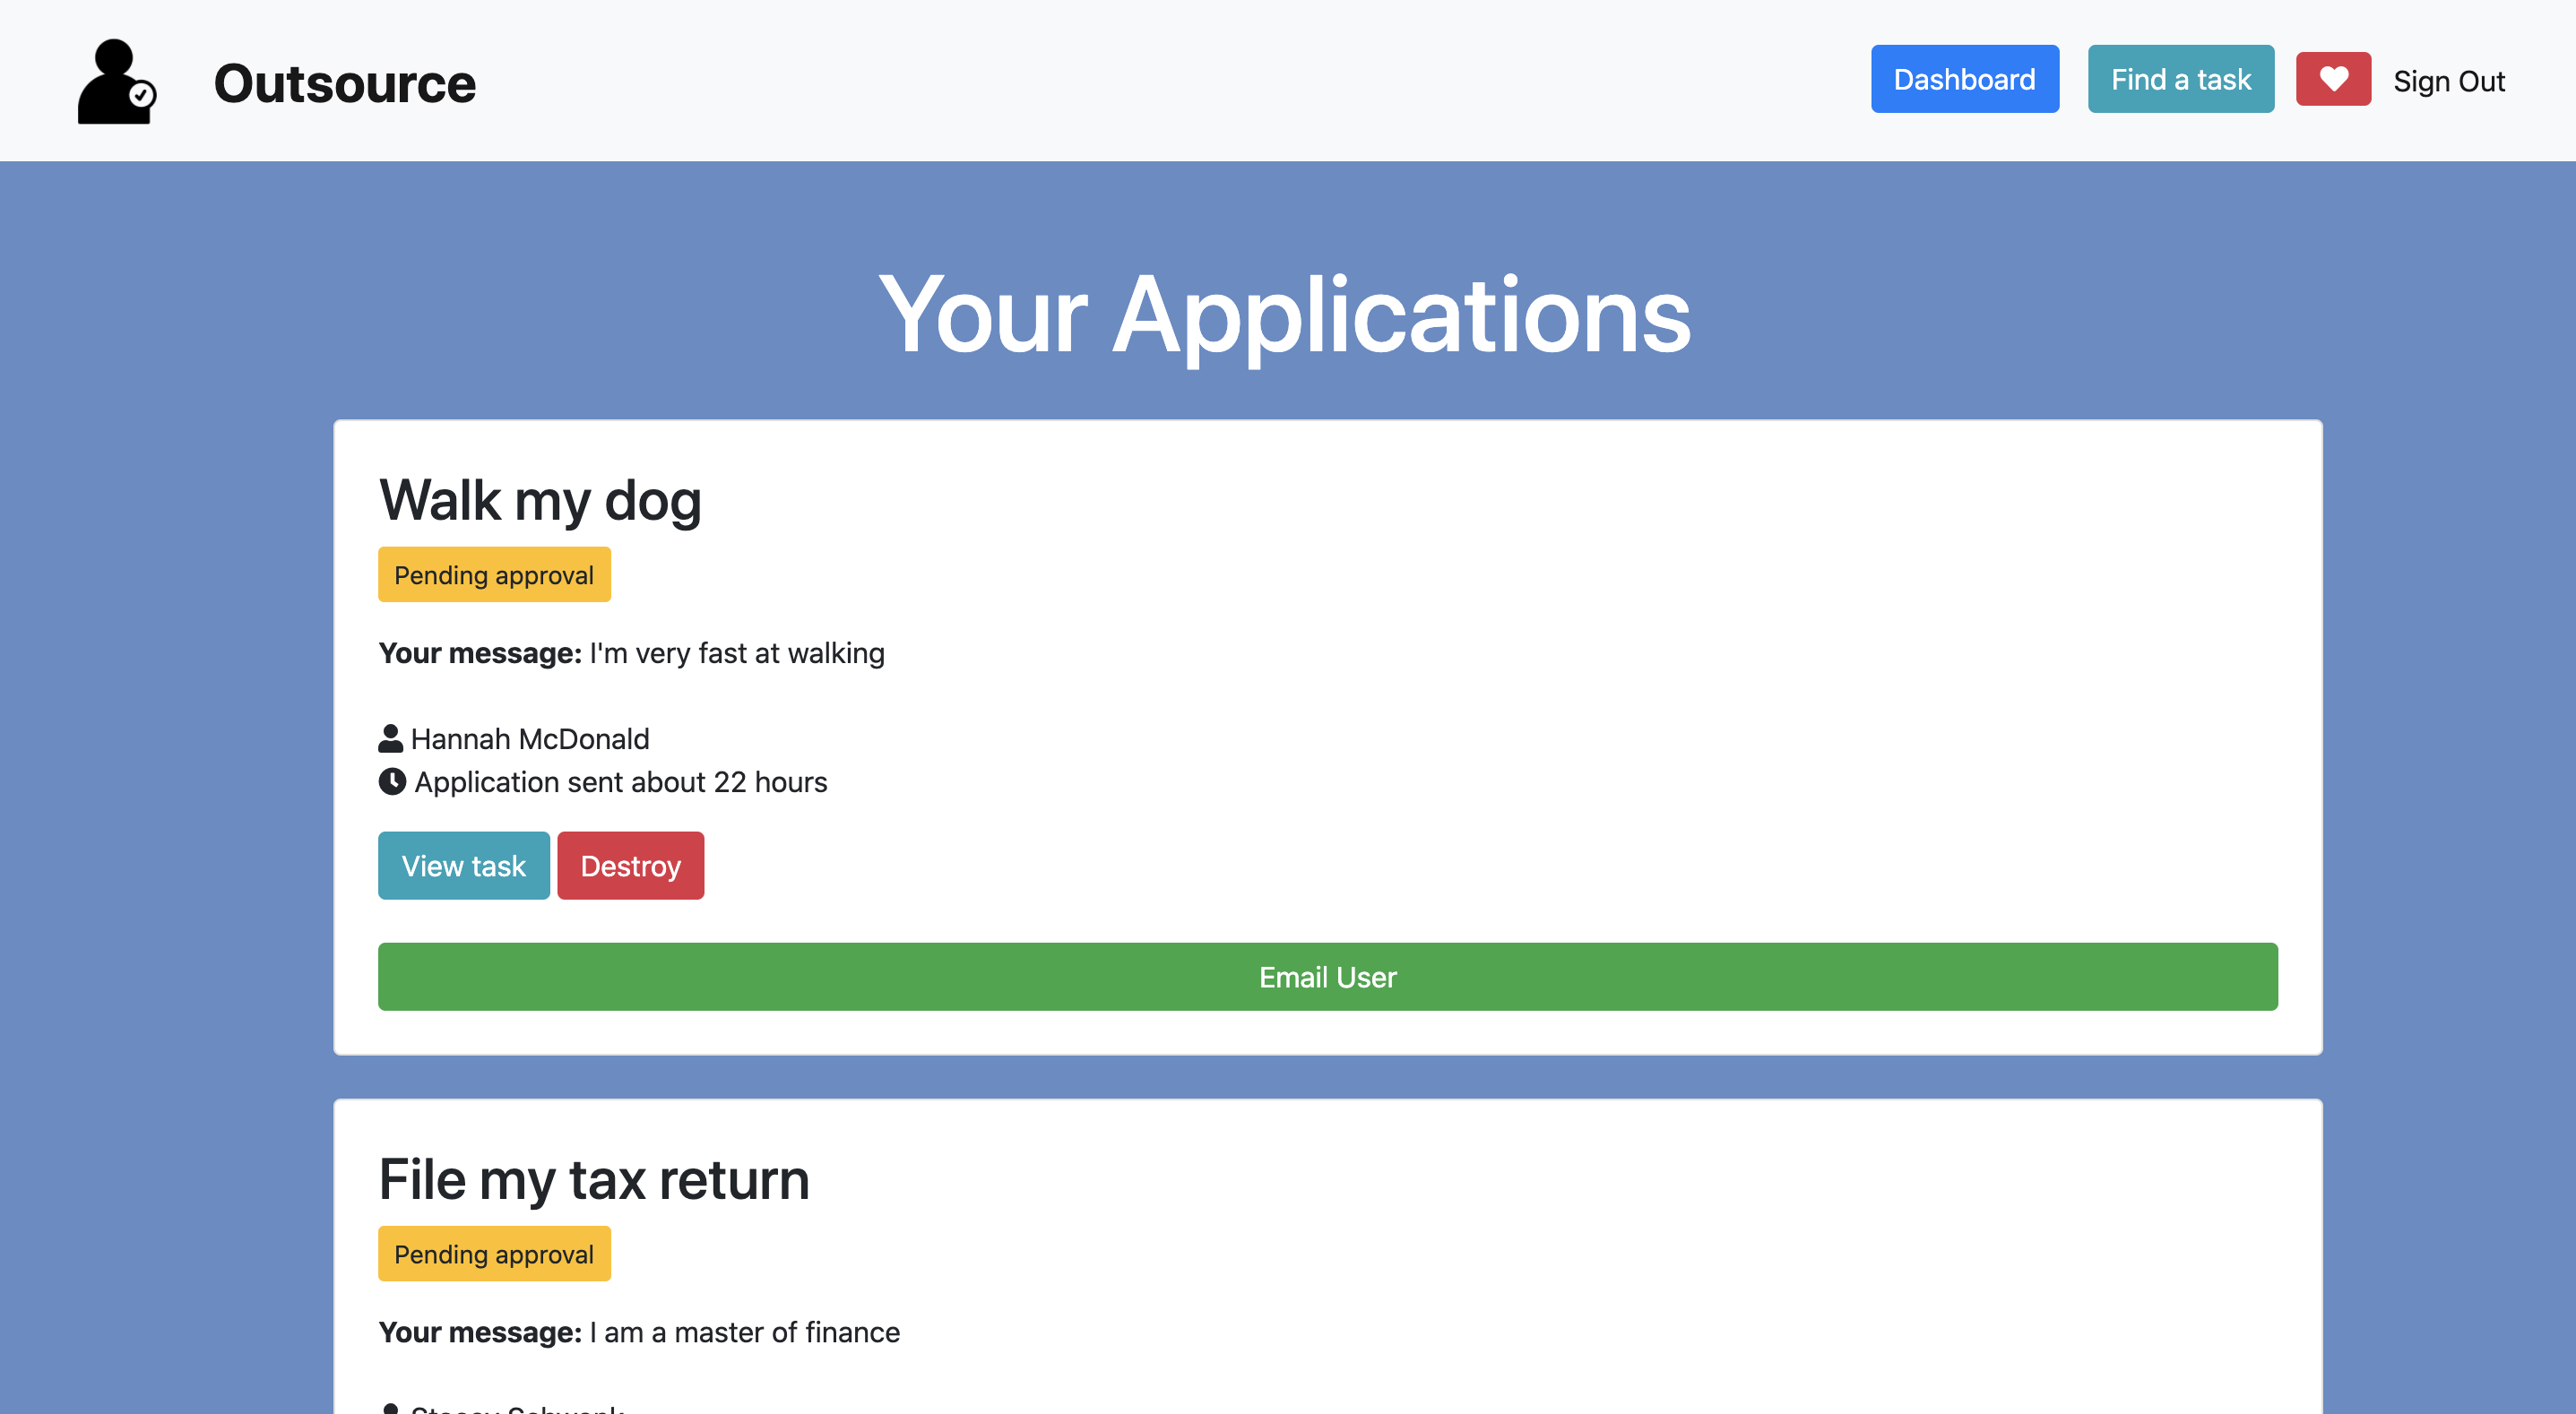 Outsource
Dashboard
Find a task
Sign Out
Your Applications
Walk my dog
Pending approval
Your message: I'm very fast at walking
Hannah McDonald
Application sent about 22 hours
View task
Destroy
Email User
File my tax return
Pending approval
Your message: I am a master of finance